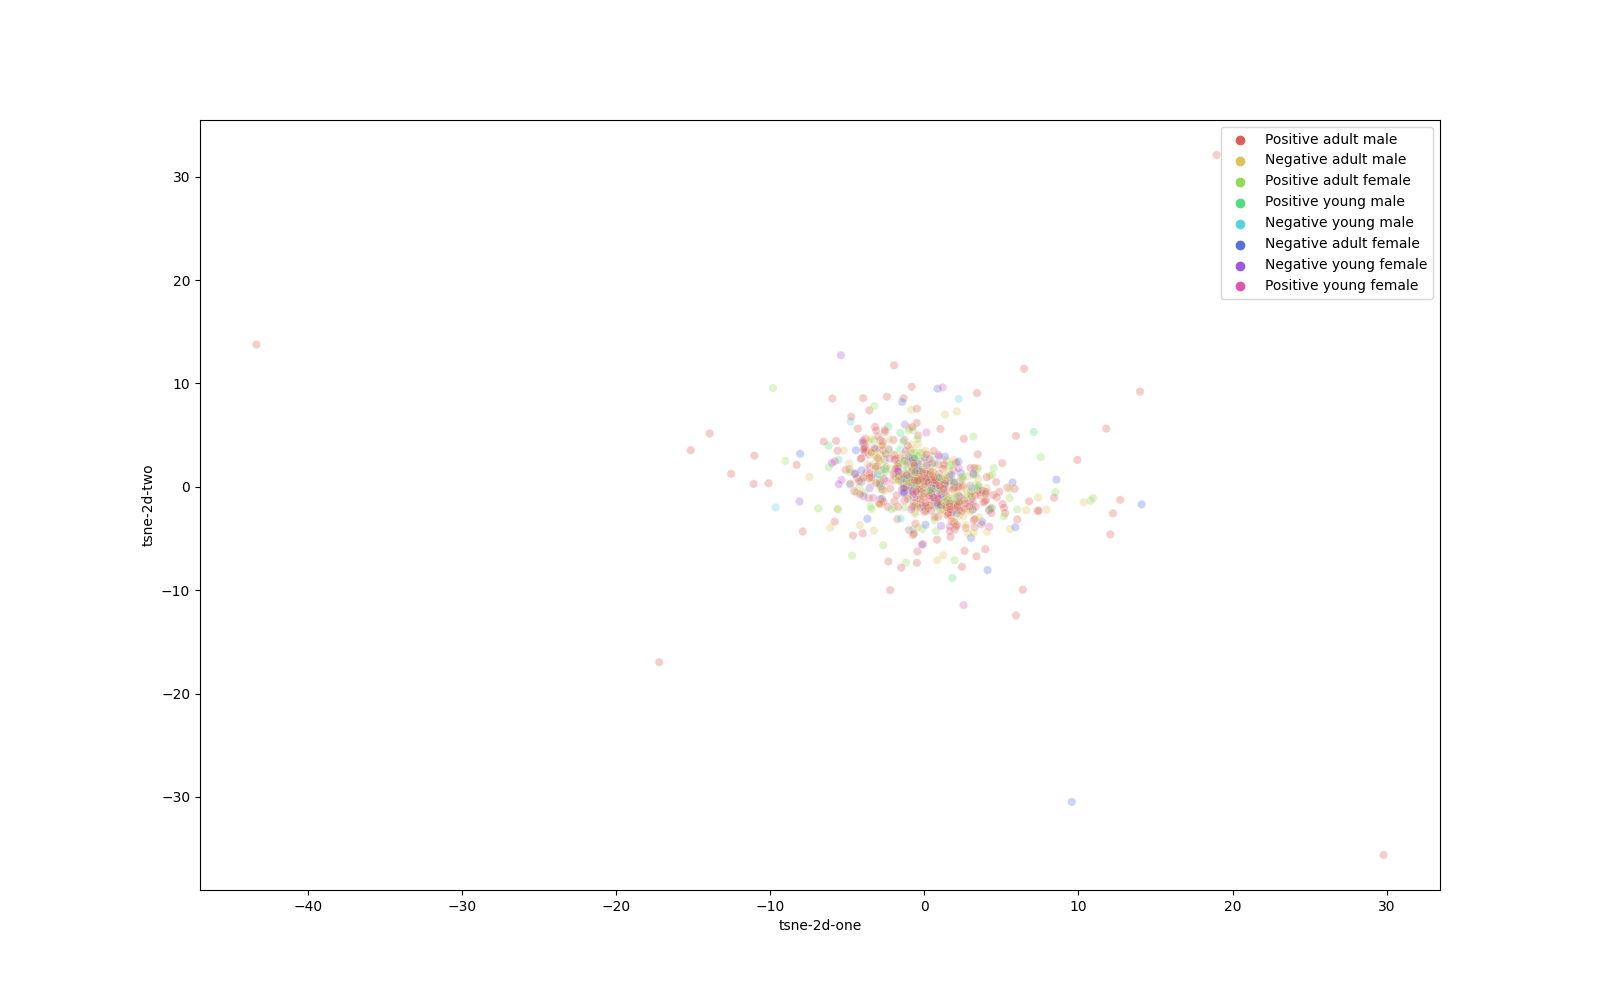 Positive adult male
Negative adult male
Positive adult female
Positive young male
Negative young male
Negative adult female
Negative young female
Positive young female
30
20
10
0
−10
−20
−30
tsne-2d-two
−40
−30
−20
−10
0
10
20
30
tsne-2d-one